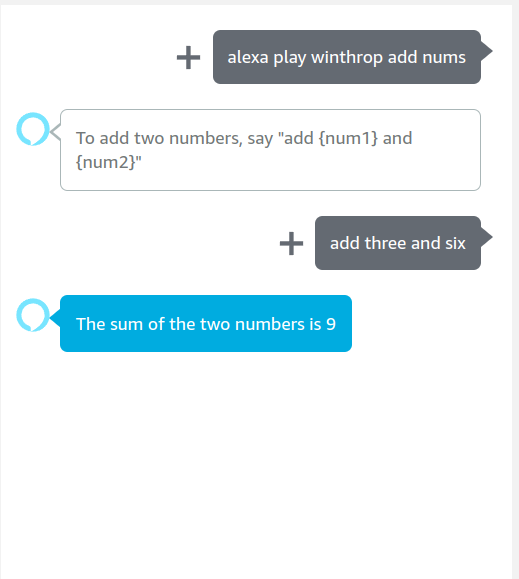 alexa play winthrop add nums
To add two numbers, say "add {num1} and
{num2}"
add three and six
The sum of the two numbers is 9